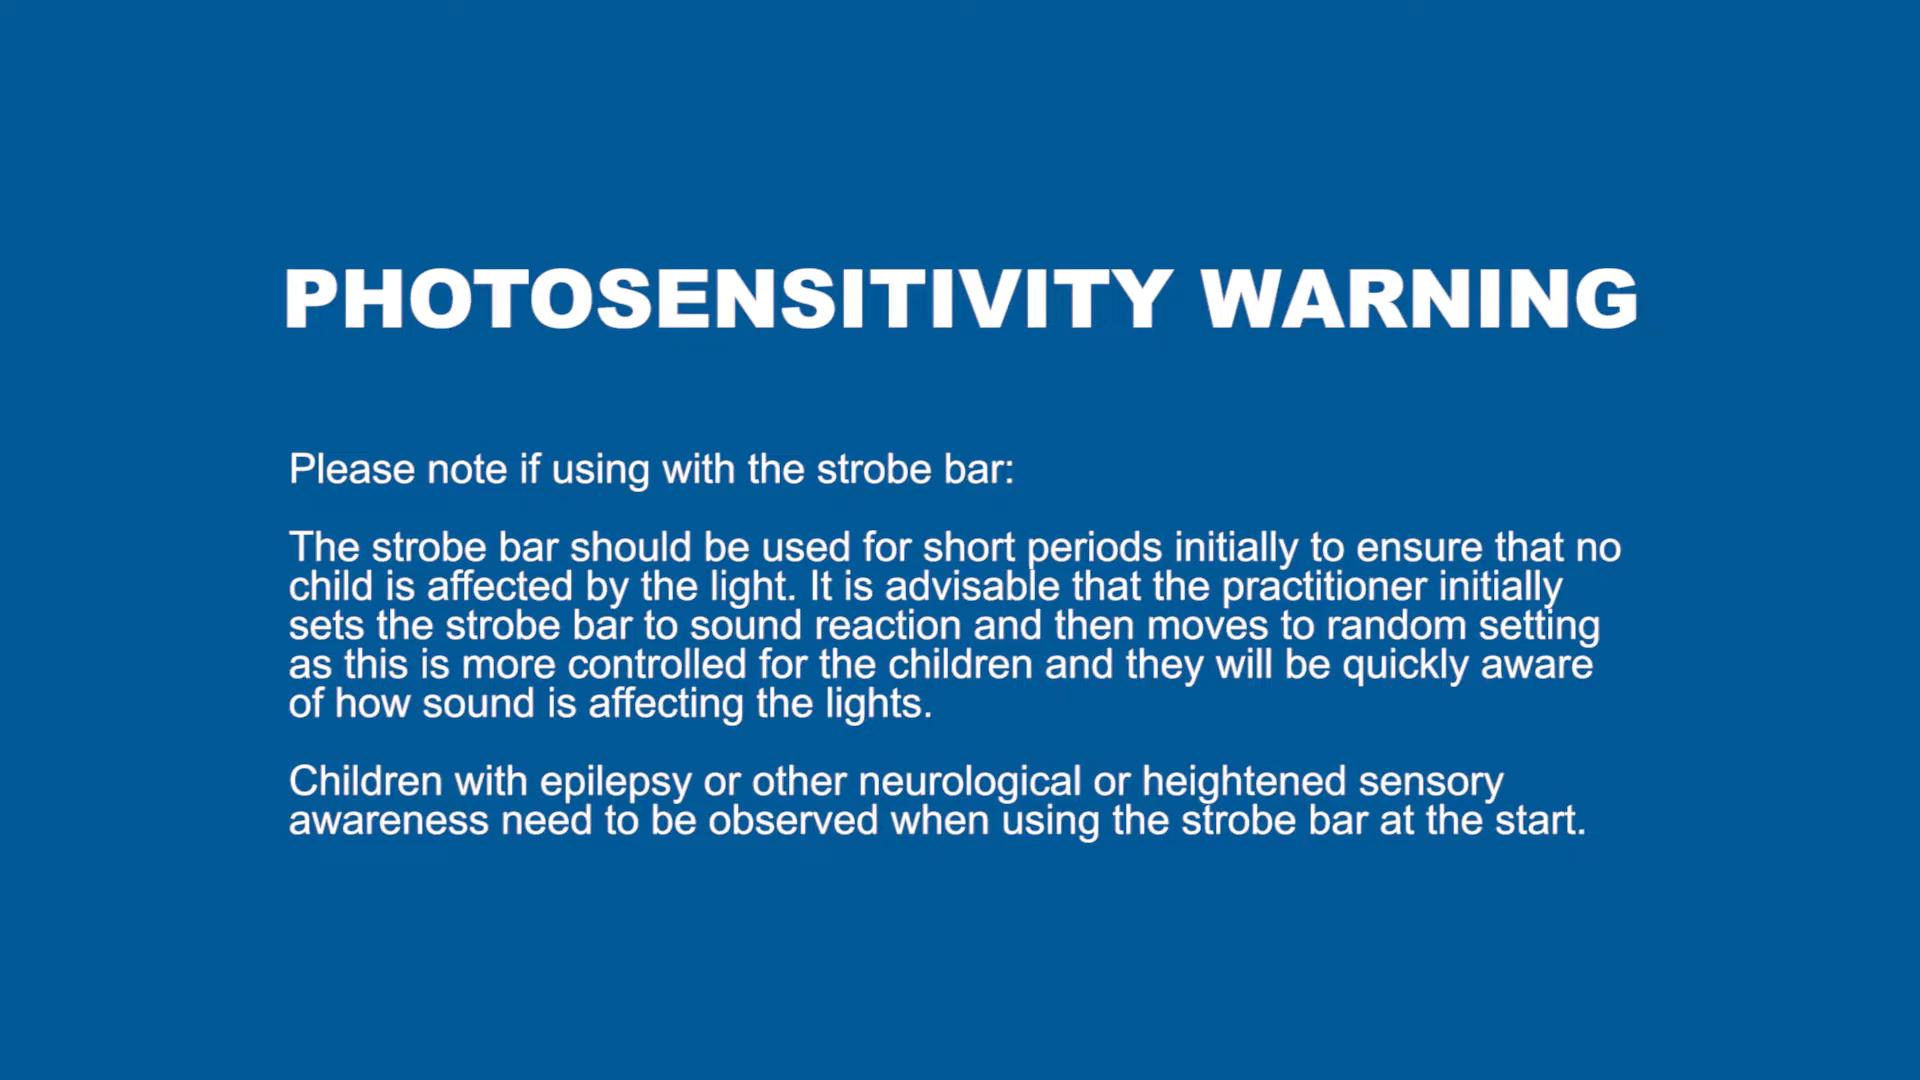 PHOTOSENSITIVITY WARNING
Please note if using with the strobe bar:
The strobe bar should be used for short periods initially to ensure that no
child is affected by the light. It is advisable that the practitioner initially
sets the strobe bar to sound reaction and then moves to random setting
as this is more controlled for the children and they will be quickly aware
of how sound is affecting the lights.
Children with epilepsy or other neurological or heightened sensory
awareness need to be observed when using the strobe bar at the start.